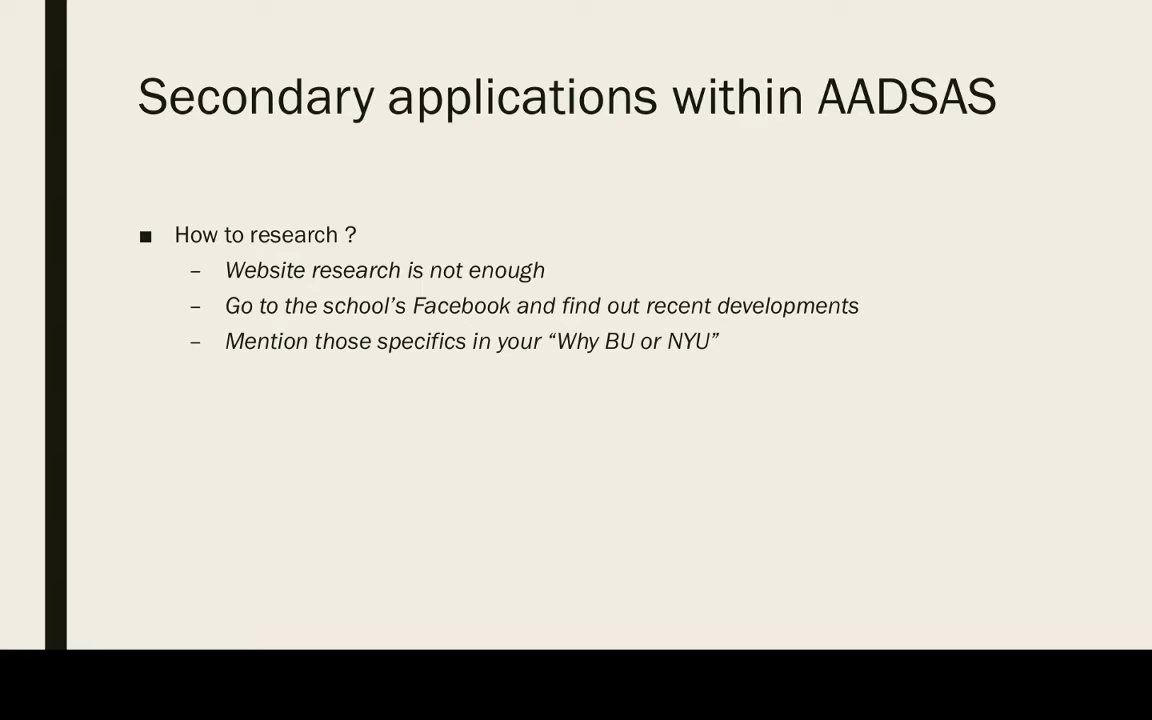 Secondary applications within AADSAS
■ How to research ?
– Website research is not enough
– Go to the school’s Facebook and find out recent developments
– Mention those specifics in your “Why BU or NYU”